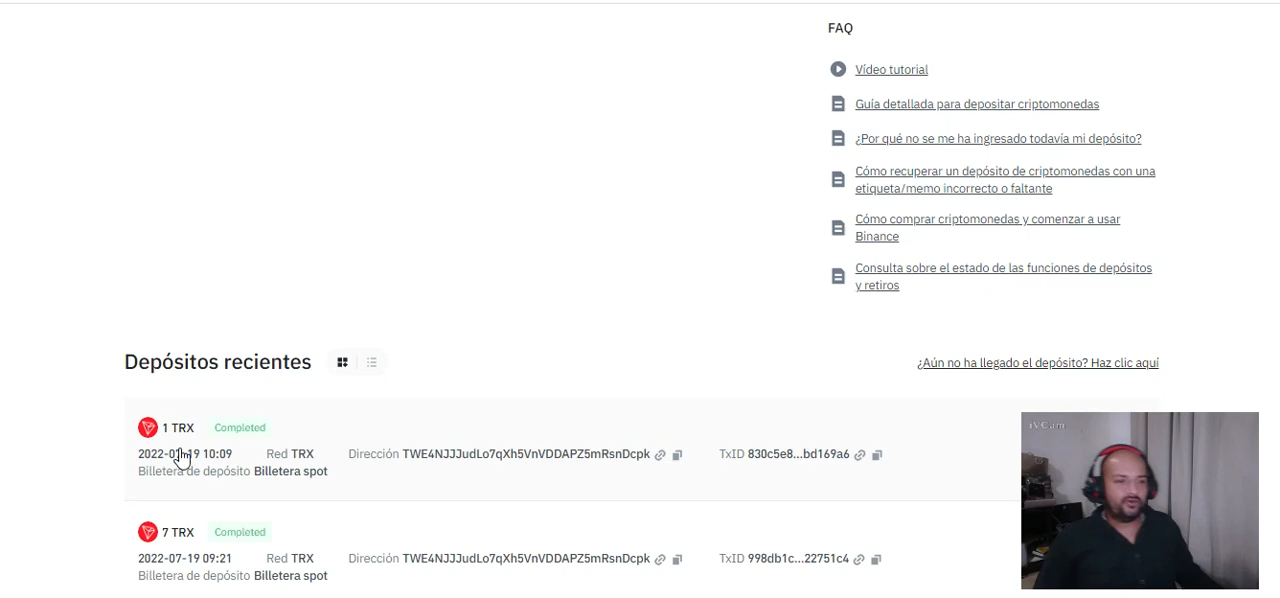 FAQ
Vídeo tutorial
Guía detallada para depositar criptomonedas
¿Por qué no se me ha ingresado todavía mi depósito?
Cómo recuperar un depósito de criptomonedas con una
etiqueta/memo incorrecto o faltante
Cómo comprar criptomonedas y comenzar a usar
Binance
Consulta sobre el estado de las funciones de depósitos
y retiros
Depósitos recientes
¿Aún no ha llegado el depósito? Haz clic aquí
1 TRX Completed
19 10:09 Red TRX Dirección TWE4NJJJudLo7qXh5VnVDDAPZ5mRsnDcpk TxID 830c5e8...bd169a6
Billetera de depósito Billetera spot
7 TRX Completed
2022-07-19 09:21 Red TRX Dirección TWE4NJJJudLo7qXh5VnVDDAPZ5mRsnDcpk TxID 998db1c...22751c4
Billetera de depósito Billetera spot
iVCam